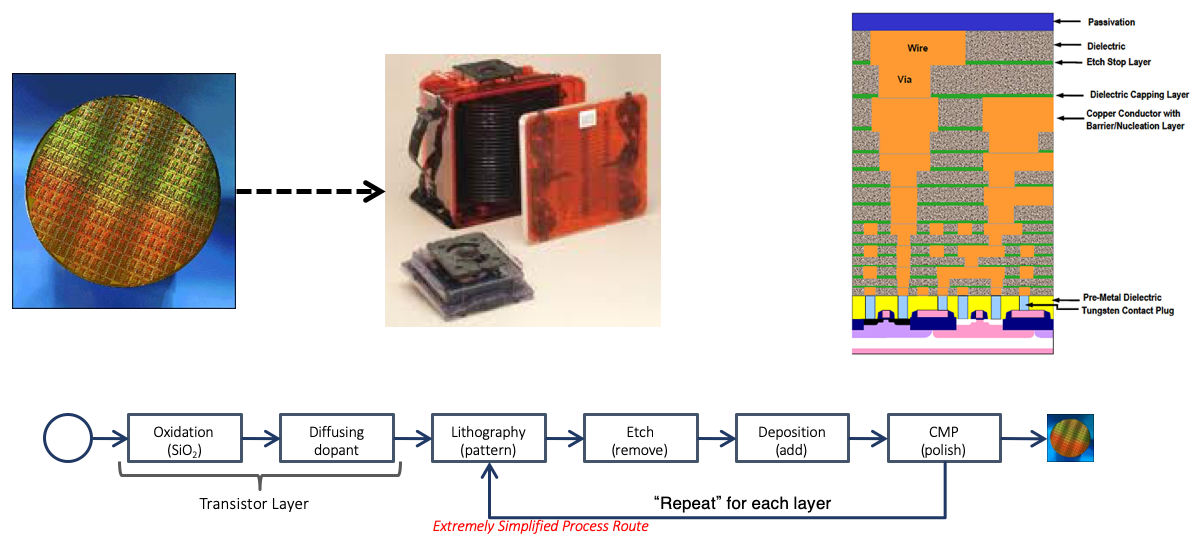 Passivation
Wire
Dielectric
Etch Stop Layer
Via
Dielectric Capping Layer
Copper Conductor with
Barrier/Nucleation Layer
Pre-Metal Dielectric
Tungsten Contact Plug
Oxidation
(SiO₂)
Diffusing
dopant
Lithography
(pattern)
Etch
(remove)
Deposition
(add)
CMP
(polish)
Transistor Layer
“Repeat” for each layer
Extremely Simplified Process Route